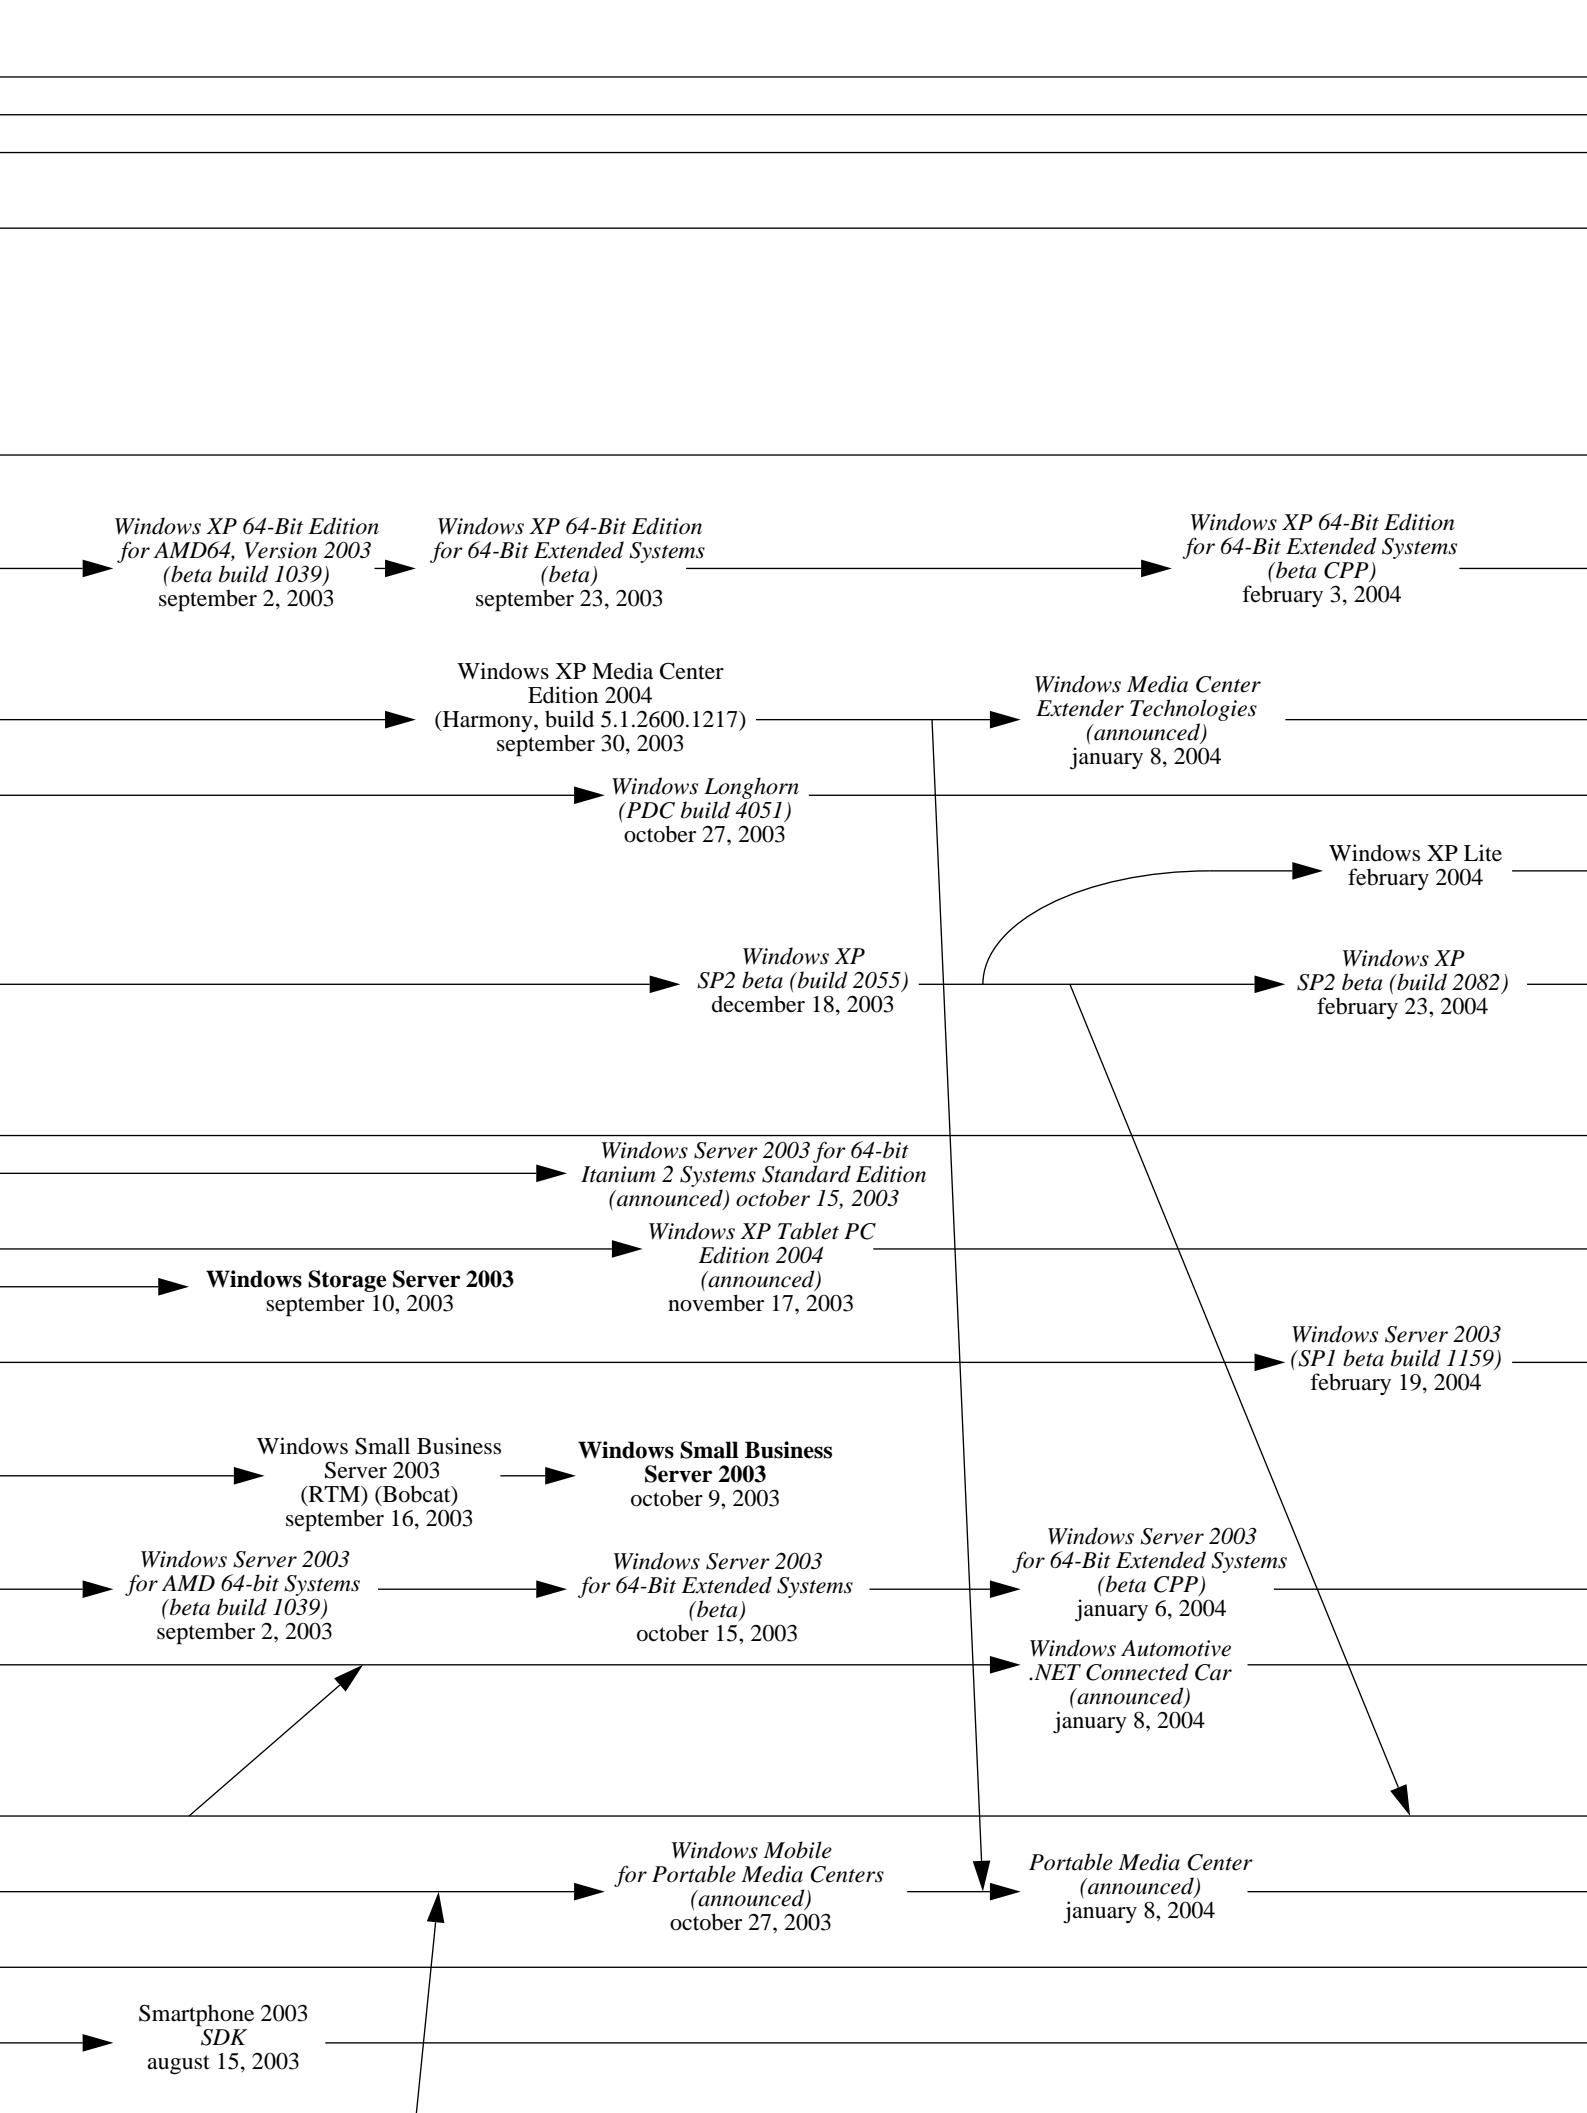 Windows XP 64-Bit Edition
for AMD64, Version 2003
(beta build 1039)
september 2, 2003
Windows XP 64-Bit Edition
for 64-Bit Extended Systems
(beta)
september 23, 2003
Windows XP 64-Bit Edition
for 64-Bit Extended Systems
(beta CPP)
february 3, 2004
Windows XP Media Center
Edition 2004
(Harmony, build 5.1.2600.1217)
september 30, 2003
Windows Media Center
Extender Technologies
(announced)
january 8, 2004
Windows Longhorn
(PDC build 4051)
october 27, 2003
Windows XP Lite
february 2004
Windows XP
SP2 beta (build 2055)
december 18, 2003
Windows XP
SP2 beta (build 2082)
february 23, 2004
Windows Server 2003 for 64-bit
Itanium 2 Systems Standard Edition
(announced) october 15, 2003
Windows XP Tablet PC
Edition 2004
(announced)
november 17, 2003
Windows Storage Server 2003
september 10, 2003
Windows Server 2003
(SP1 beta build 1159)
february 19, 2004
Windows Small Business
Server 2003
(RTM) (Bobcat)
september 16, 2003
Windows Small Business
Server 2003
october 9, 2003
Windows Server 2003
for AMD 64-bit Systems
(beta build 1039)
september 2, 2003
Windows Server 2003
for 64-Bit Extended Systems
(beta)
october 15, 2003
Windows Server 2003
for 64-Bit Extended Systems
(beta CPP)
january 6, 2004
Windows Automotive
.NET Connected Car
(announced)
january 8, 2004
Windows Mobile
for Portable Media Centers
(announced)
october 27, 2003
Portable Media Center
(announced)
january 8, 2004
Smartphone 2003
SDK
august 15, 2003